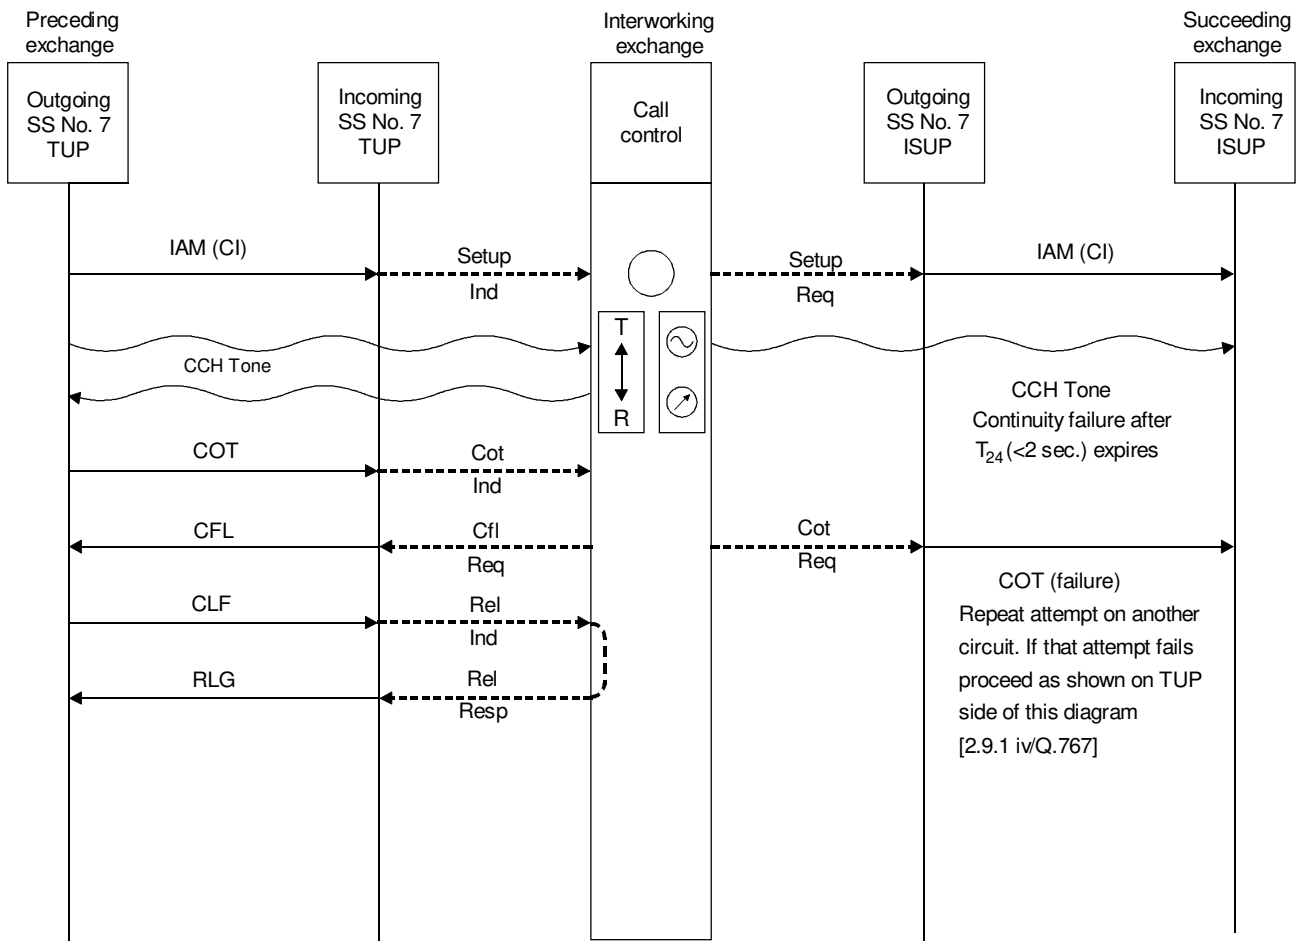 Preceding
exchange
Interworking
exchange
Succeeding
exchange
Outgoing
SS No. 7
TUP
Incoming
SS No. 7
TUP
Call
control
Outgoing
SS No. 7
ISUP
Incoming
SS No. 7
ISUP
IAM (CI)
Setup
Ind
Setup
Req
IAM (CI)
T
R
CCH Tone
CCH Tone
Continuity failure after
T24 (<2 sec.) expires
COT
Cot
Ind
CFL
Cfl
Req
Cot
Req
COT (failure)
Repeat attempt on another
circuit. If that attempt fails
proceed as shown on TUP
side of this diagram
[2.9.1 iv/Q.767]
CLF
Rel
Ind
RLG
Rel
Resp